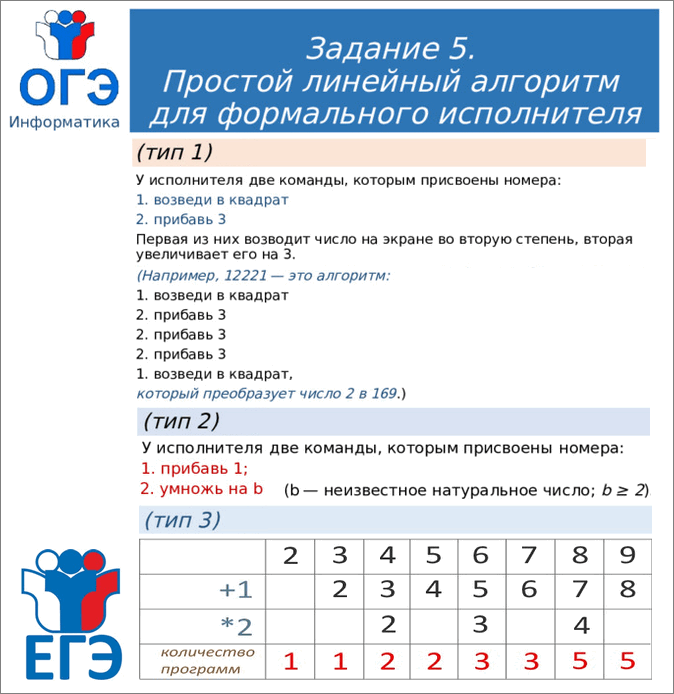 ОГЭ
Информатика
Задание 5.
Простой линейный алгоритм
для формального исполнителя
(тип 1)
У исполнителя две команды, которым присвоены номера:
1. возведи в квадрат
2. прибавь 3
Первая из них возводит число на экране во вторую степень, вторая
увеличивает его на 3.
(Например, 12221 — это алгоритм:
1. возведи в квадрат
2. прибавь 3
2. прибавь 3
2. прибавь 3
1. возведи в квадрат,
который преобразует число 2 в 169.)
(тип 2)
У исполнителя две команды, которым присвоены номера:
1. прибавь 1;
2. умножь на b (b — неизвестное натуральное число; b ≥ 2)
(тип 3)
2 3 4 5 6 7 8 9
+1 2 3 4 5 6 7 8
*2 2 3 4
количество
программ 1 1 2 2 3 3 5 5
ЕГЭ